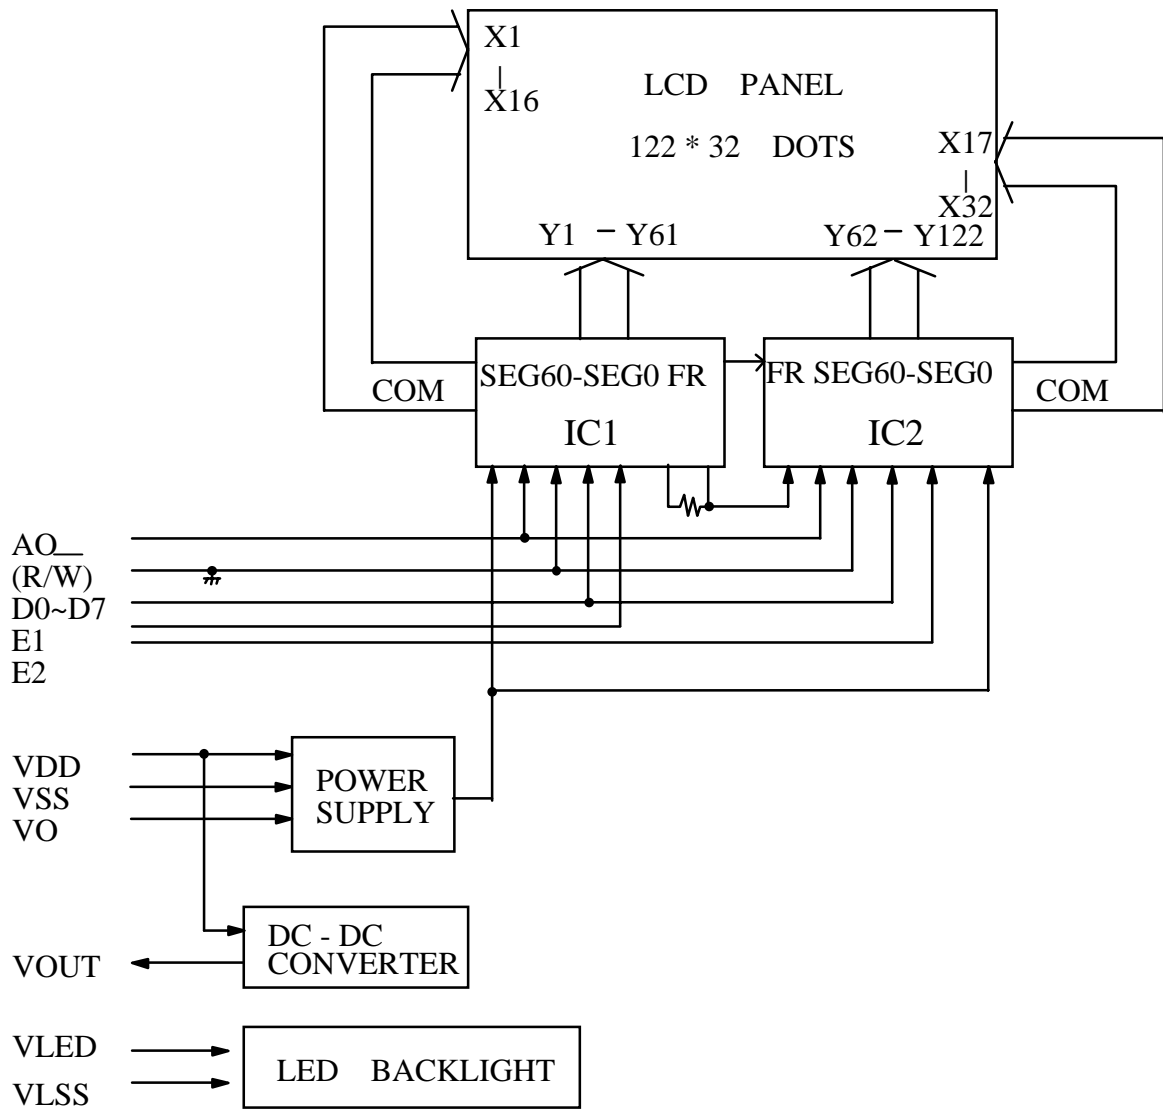 X1
|
X16
LCD PANEL
122 * 32 DOTS
X17
|
X32
Y1 – Y61
Y62 – Y122
SEG60-SEG0 FR
FR SEG60-SEG0
COM
COM
IC1
IC2
AO
(R/W)
D0~D7
E1
E2
VDD
VSS
VO
POWER
SUPPLY
DC - DC
CONVERTER
VOUT
VLED
VLSS
LED BACKLIGHT